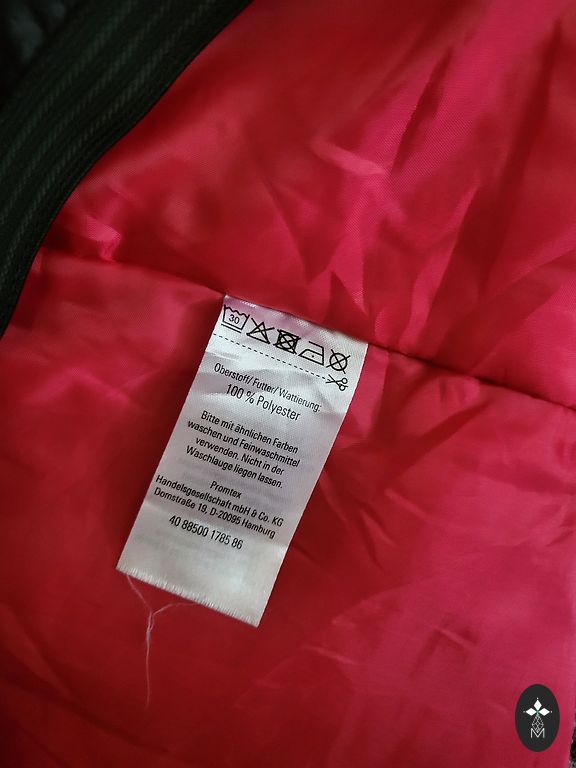 30
Oberstoff/Futter/Wattierung:
100 % Polyester
Bitte mit ähnlichen Farben
waschen und Feinwaschmittel
verwenden. Nicht in der
Waschlauge liegen lassen.
Promtex
Handelsgesellschaft mbH & Co. KG
Domstraße 19, D-20095 Hamburg
40 88500 1785 86
M